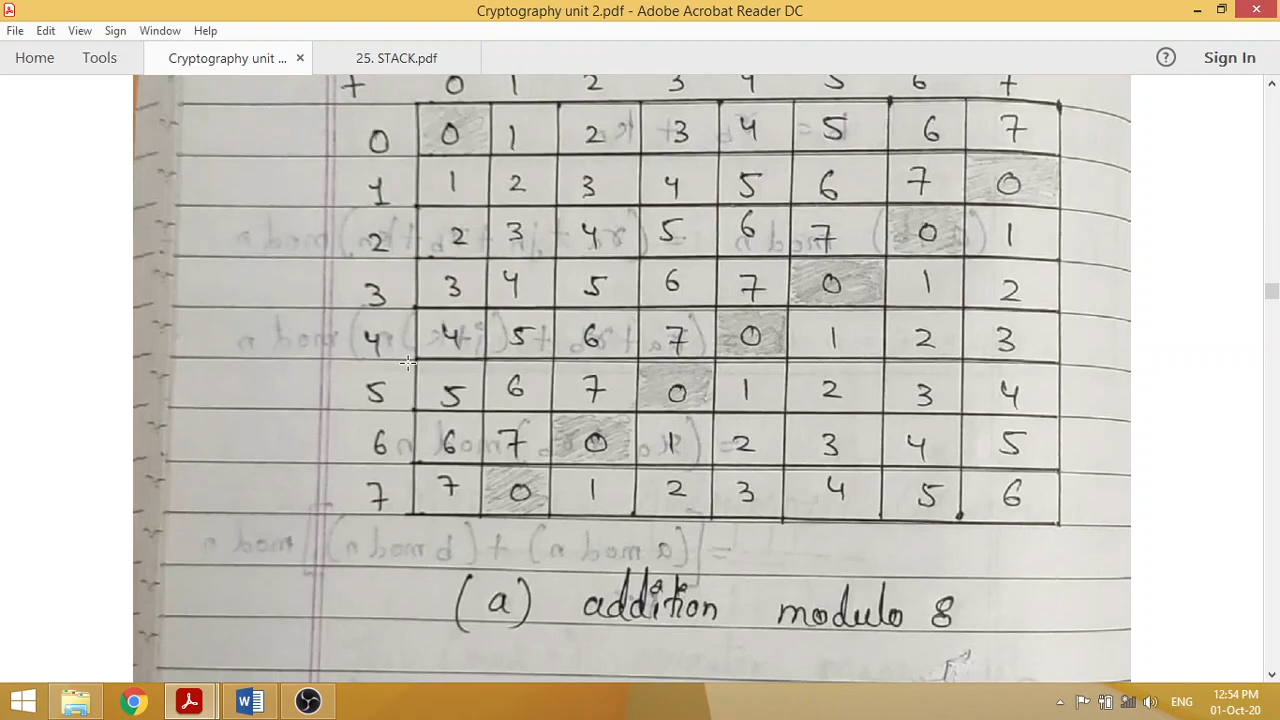 Cryptography unit 2.pdf - Adobe Acrobat Reader DC
File Edit View Sign Window Help
Home Tools Cryptography unit ... × 25. STACK.pdf ? Sign In
+ 0 1 2 3 4 5 6 7
0 0 1 2 3 4 5 6 7
1 1 2 3 4 5 6 7 0
2 2 3 4 5 6 7 0 1
3 3 4 5 6 7 0 1 2
4 4 5 6 7 0 1 2 3
5 5 6 7 0 1 2 3 4
6 6 7 0 1 2 3 4 5
7 7 0 1 2 3 4 5 6
(a) addition modulo 8
ENG 12:54 PM
01-Oct-20